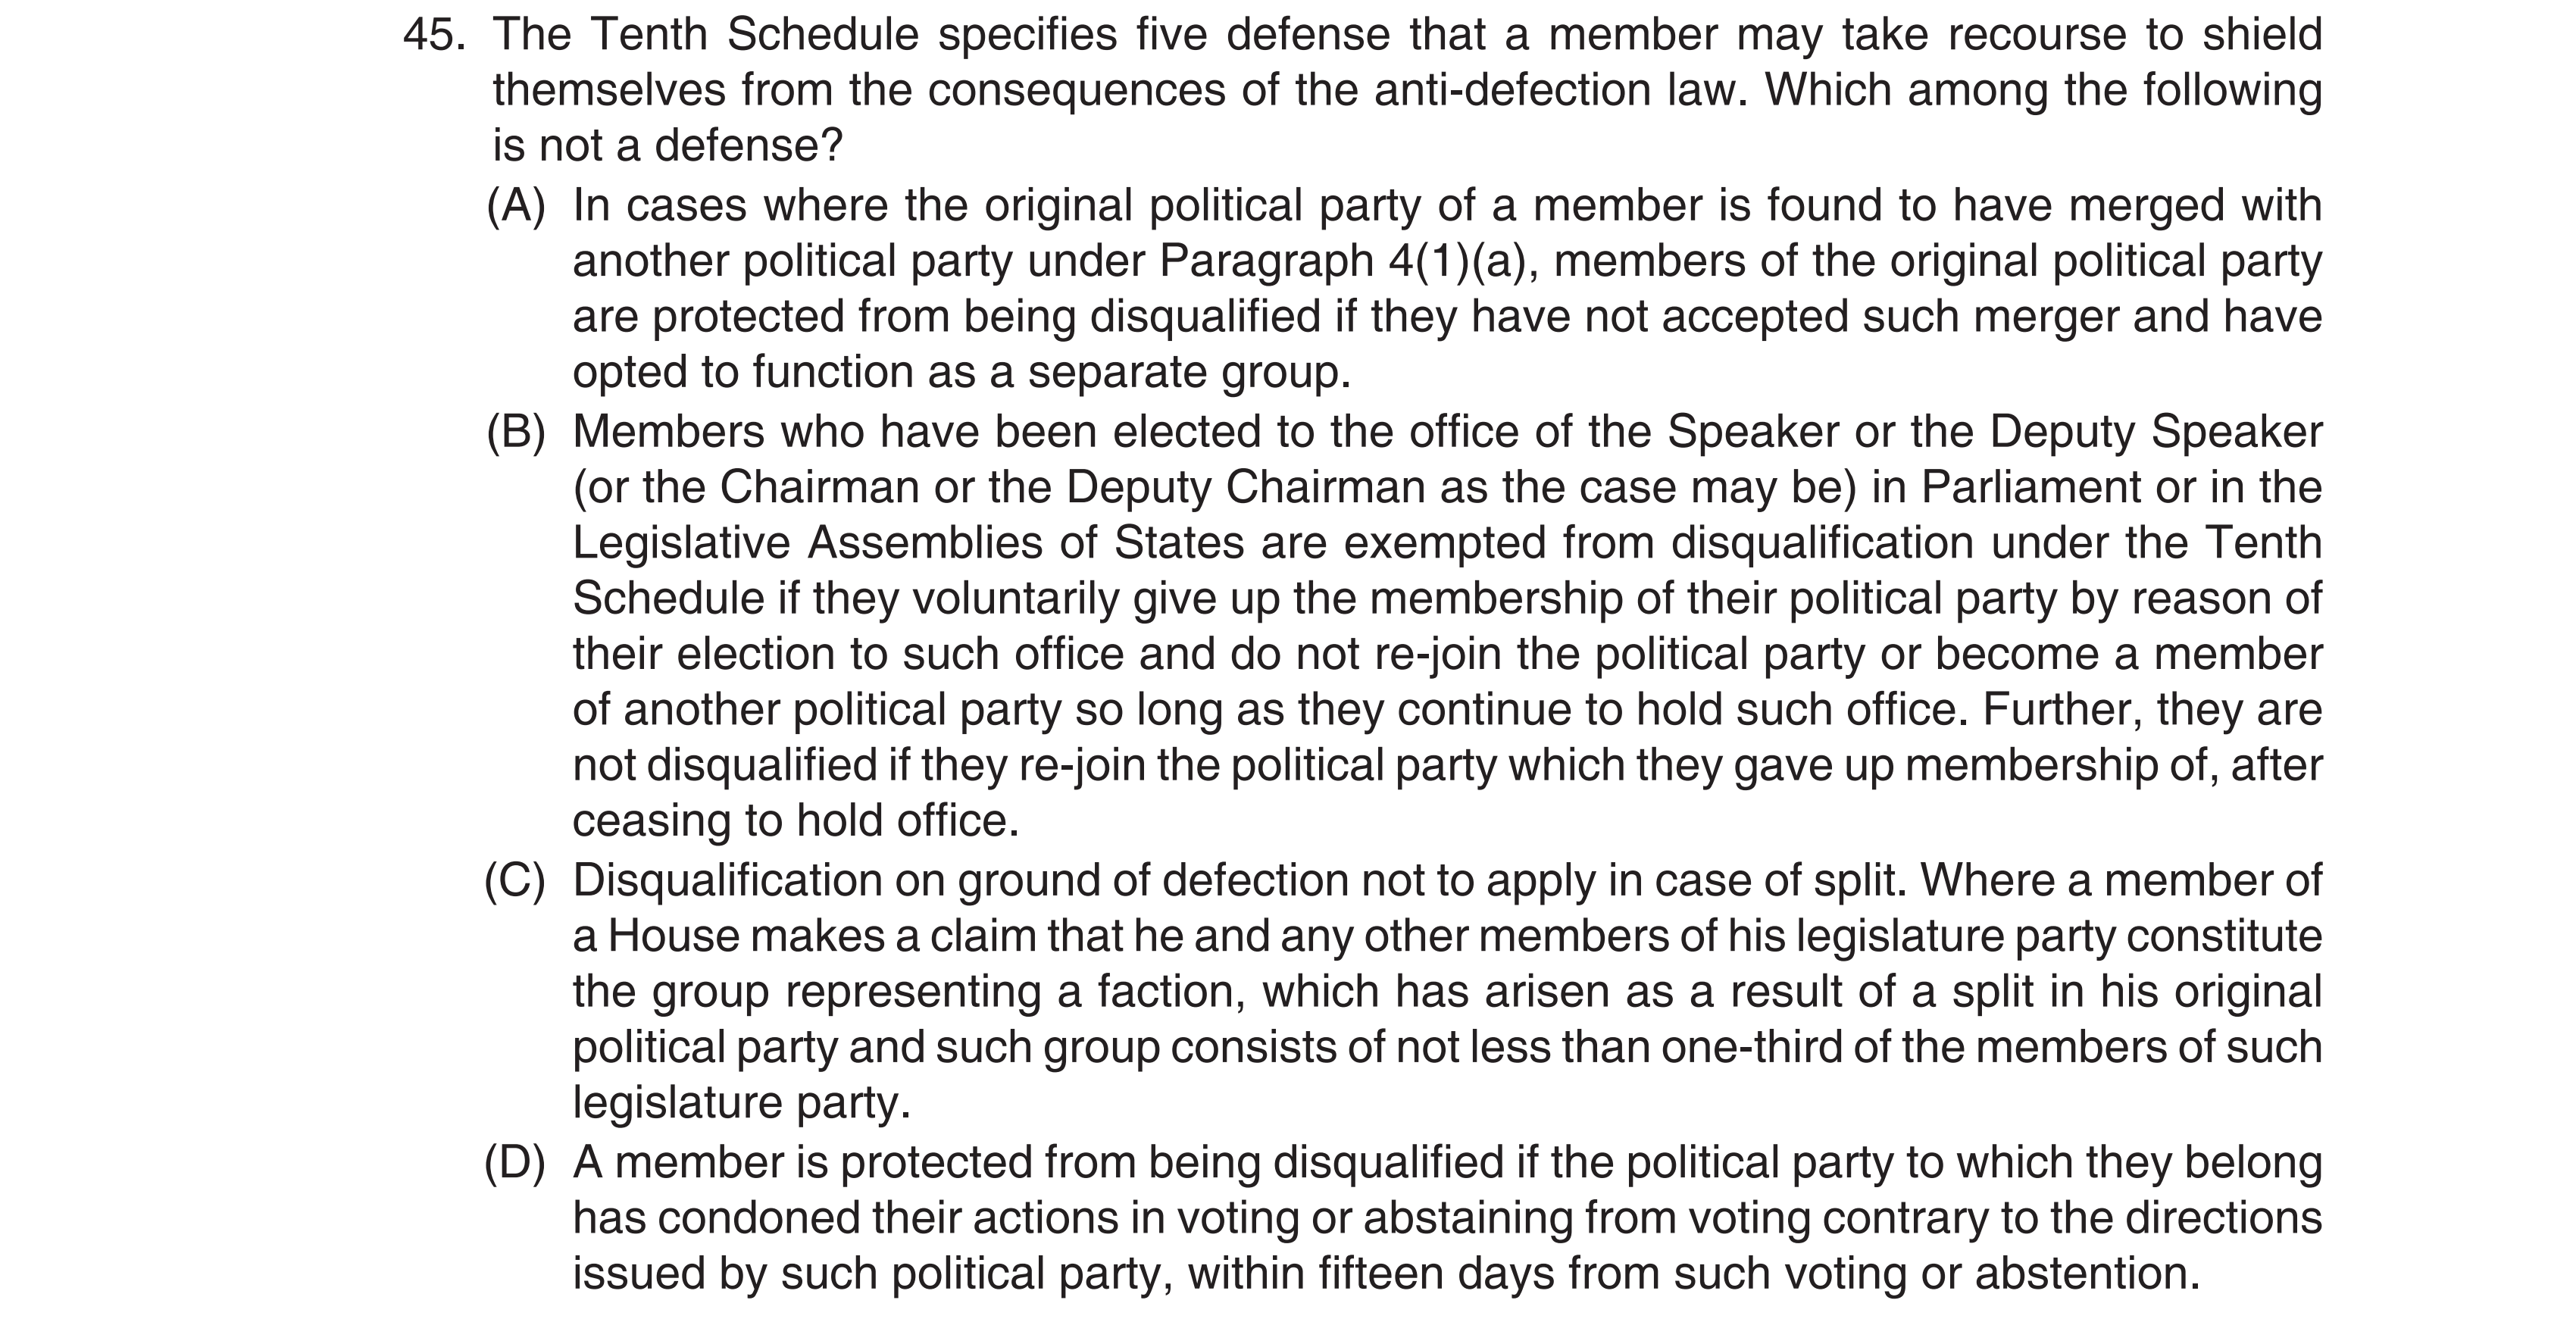 45. The Tenth Schedule specifies five defense that a member may take recourse to shield
themselves from the consequences of the anti-defection law. Which among the following
is not a defense?
(A) In cases where the original political party of a member is found to have merged with
another political party under Paragraph 4(1)(a), members of the original political party
are protected from being disqualified if they have not accepted such merger and have
opted to function as a separate group.
(B) Members who have been elected to the office of the Speaker or the Deputy Speaker
(or the Chairman or the Deputy Chairman as the case may be) in Parliament or in the
Legislative Assemblies of States are exempted from disqualification under the Tenth
Schedule if they voluntarily give up the membership of their political party by reason of
their election to such office and do not re-join the political party or become a member
of another political party so long as they continue to hold such office. Further, they are
not disqualified if they re-join the political party which they gave up membership of, after
ceasing to hold office.
(C) Disqualification on ground of defection not to apply in case of split. Where a member of
a House makes a claim that he and any other members of his legislature party constitute
the group representing a faction, which has arisen as a result of a split in his original
political party and such group consists of not less than one-third of the members of such
legislature party.
(D) A member is protected from being disqualified if the political party to which they belong
has condoned their actions in voting or abstaining from voting contrary to the directions
issued by such political party, within fifteen days from such voting or abstention.